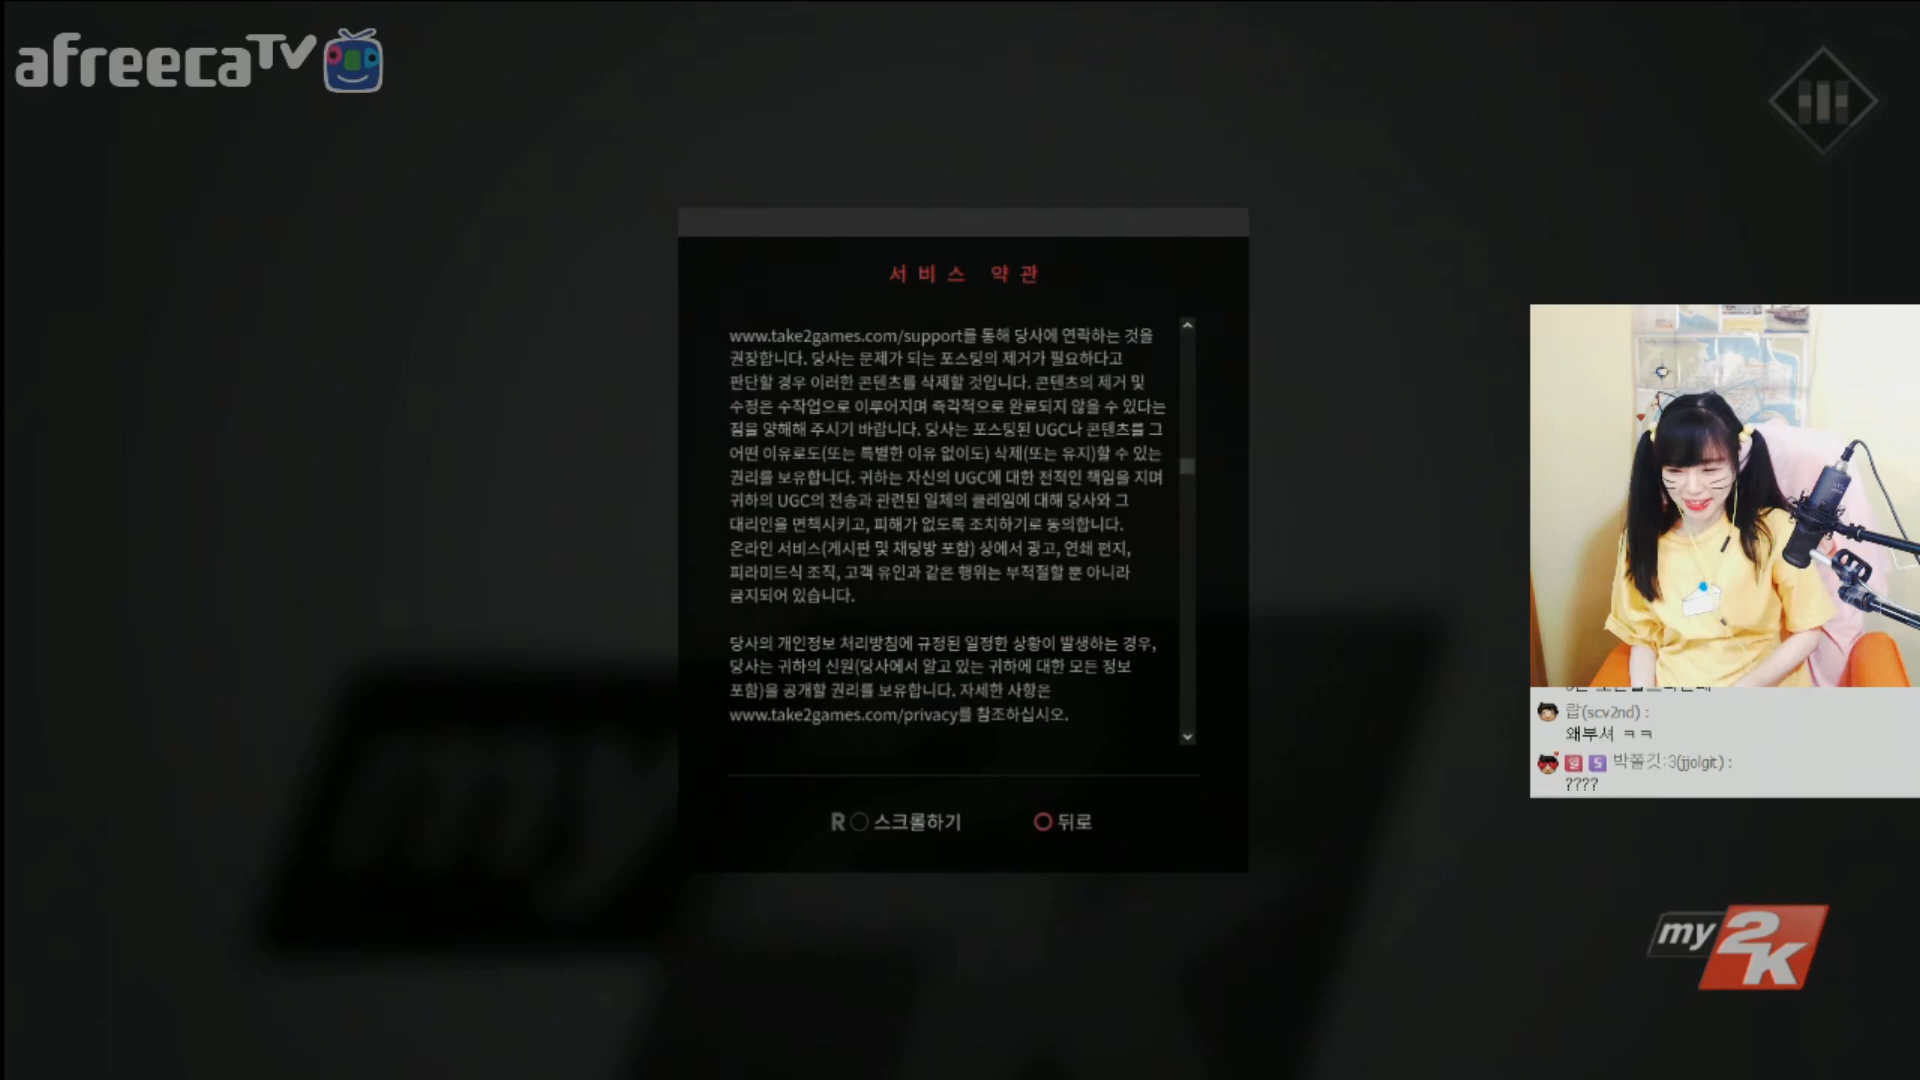 afreecaTV
서비스 약관
www.take2games.com/support를 통해 당사에 연락하는 것을
권장합니다. 당사는 문제가 되는 포스팅의 제거가 필요하다고
판단할 경우 이러한 콘텐츠를 삭제할 것입니다. 콘텐츠의 제거 및
수정은 수작업으로 이루어지며 즉각적으로 완료되지 않을 수 있다는
점을 양해해 주시기 바랍니다. 당사는 포스팅된 UGC나 콘텐츠를 그
어떤 이유로도(또는 특별한 이유 없이도) 삭제(또는 유지)할 수 있는
권리를 보유합니다. 귀하는 자신의 UGC에 대한 전적인 책임을 지며
귀하의 UGC의 전송과 관련된 일체의 클레임에 대해 당사와 그
대리인을 면책시키고, 피해가 없도록 조치하기로 동의합니다.
온라인 서비스(게시판 및 채팅방 포함) 상에서 광고, 연쇄 편지,
피라미드식 조직, 고객 유인과 같은 행위는 부적절할 뿐 아니라
금지되어 있습니다.
당사의 개인정보 처리방침에 규정된 일정한 상황이 발생하는 경우,
당사는 귀하의 신원(당사에서 알고 있는 귀하에 대한 모든 정보
포함)을 공개할 권리를 보유합니다. 자세한 사항은
www.take2games.com/privacy를 참조하십시오.
R 스크롤하기 뒤로
랍(scv2nd) :
왜부셔 ㅋㅋ
열 5 박쫄깃:3(jjolgit) :
????
my 2K